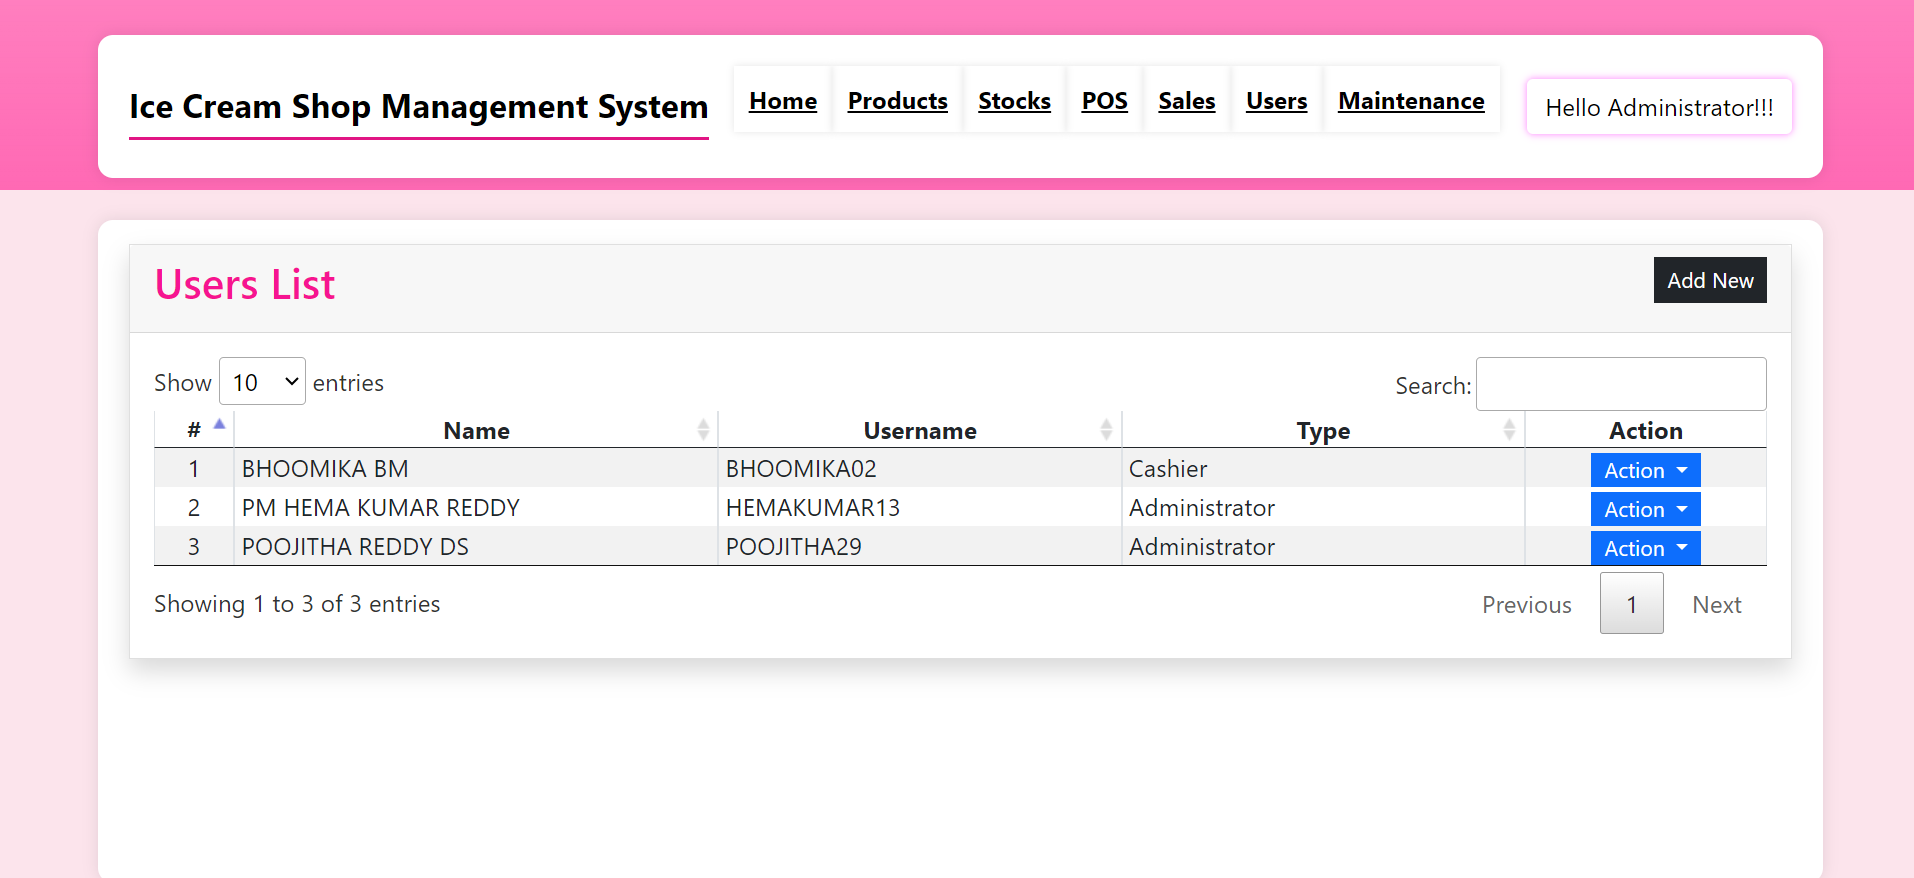 Ice Cream Shop Management System Home Products Stocks POS Sales Users Maintenance Hello Administrator!!!
Users List Add New
Show 10 entries Search:
# Name Username Type Action
1 BHOOMIKA BM BHOOMIKA02 Cashier Action
2 PM HEMA KUMAR REDDY HEMAKUMAR13 Administrator Action
3 POOJITHA REDDY DS POOJITHA29 Administrator Action
Showing 1 to 3 of 3 entries Previous 1 Next